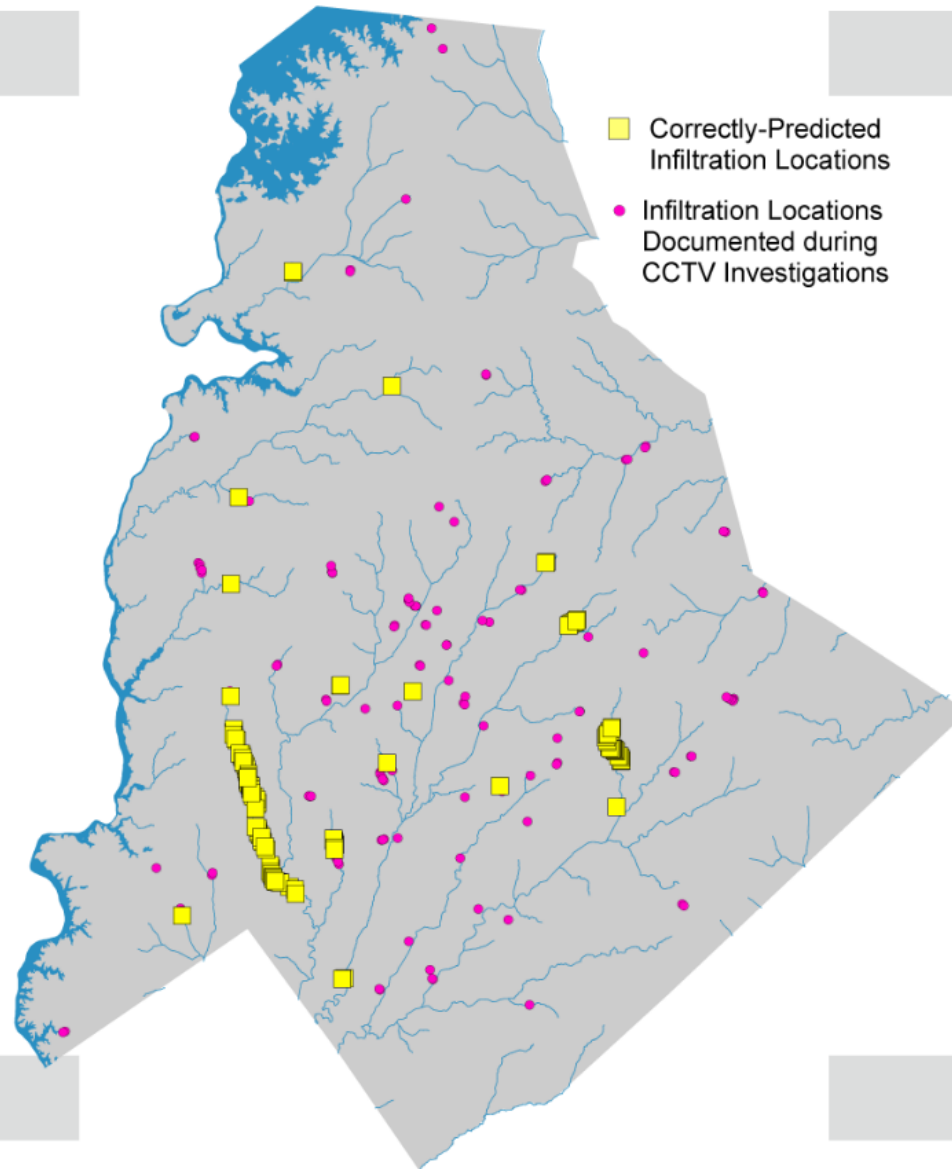 Correctly-Predicted
Infiltration Locations
Infiltration Locations
Documented during
CCTV Investigations